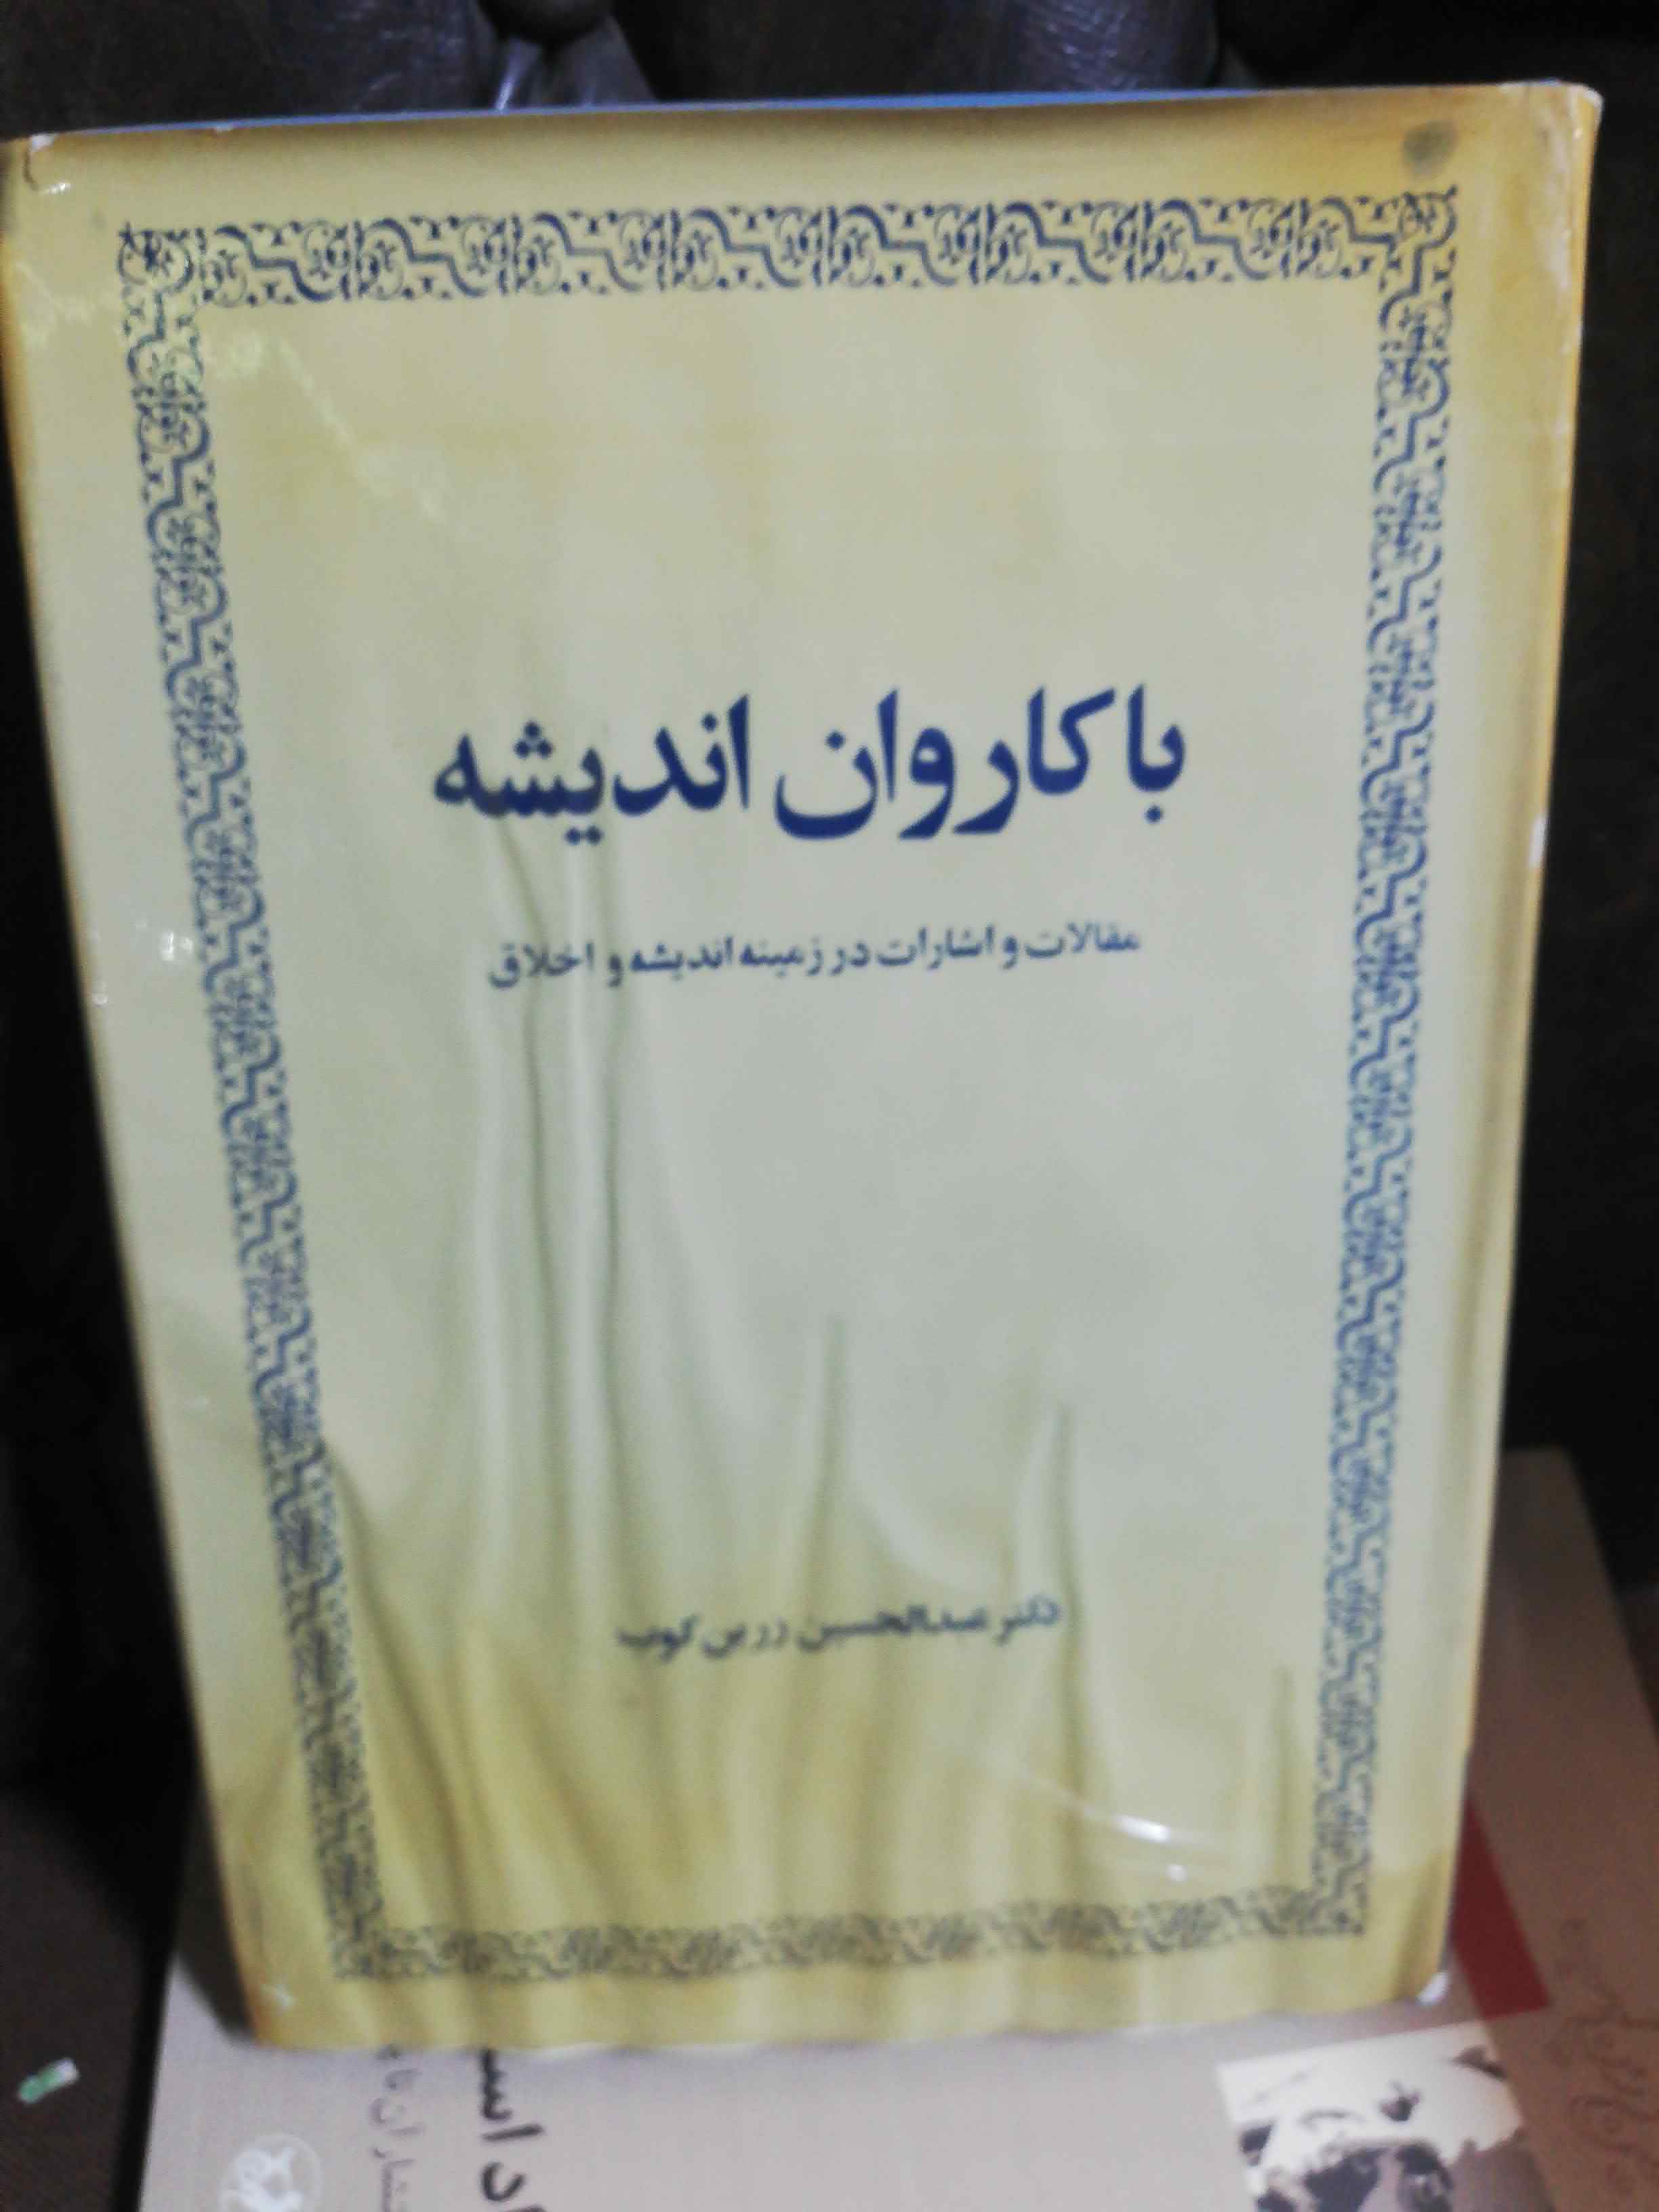 با کاروان اندیشه
مقالات و اشارات در زمینه اندیشه و اخلاق
دکتر عبدالحسین زرین کوب